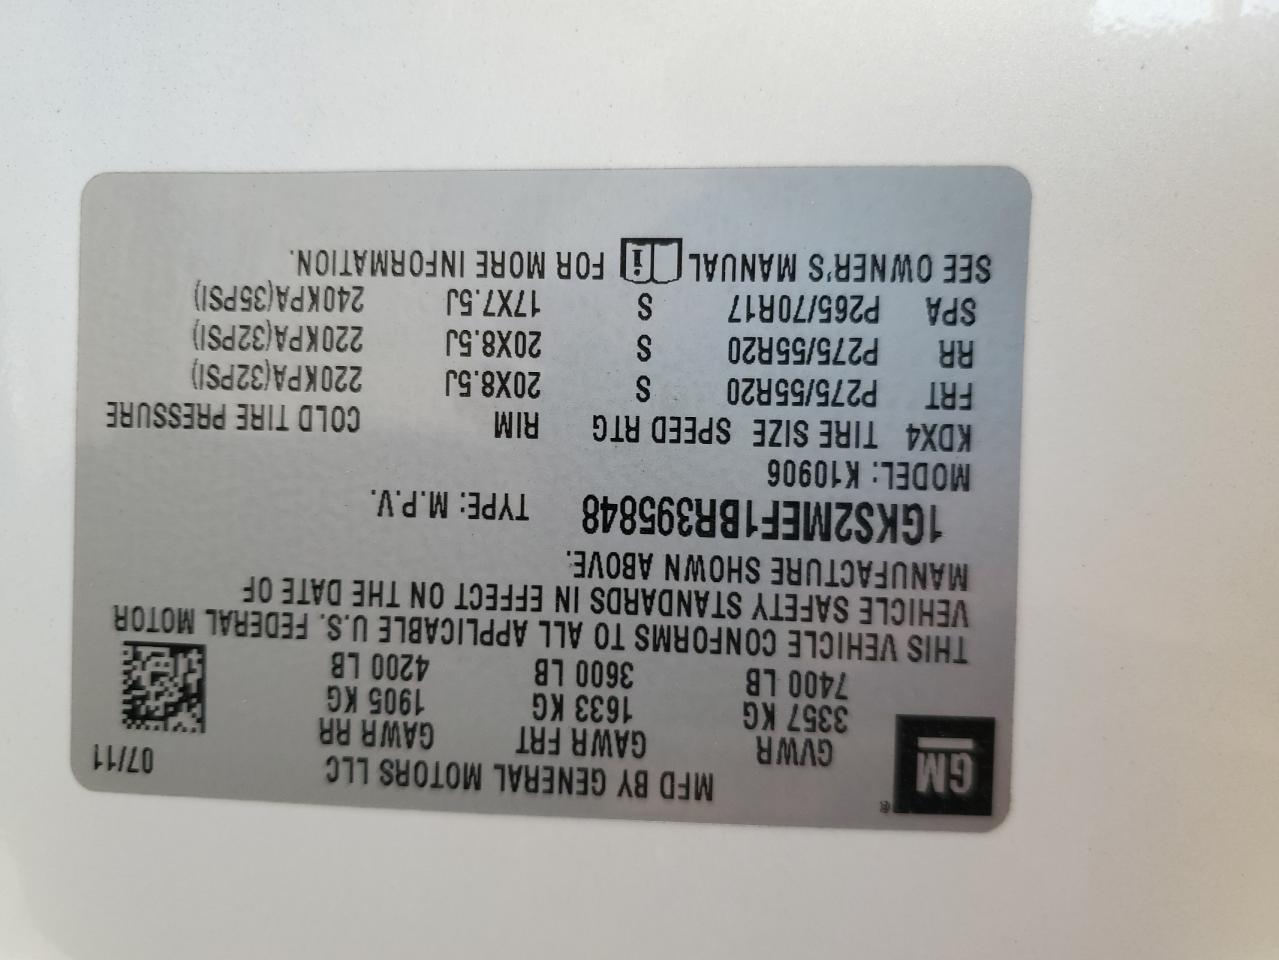 GM
MFD BY GENERAL MOTORS LLC 07/11
GVWR GAWR FRT GAWR RR
3357 KG 1633 KG 1905 KG
7400 LB 3600 LB 4200 LB
THIS VEHICLE CONFORMS TO ALL APPLICABLE U.S. FEDERAL MOTOR
VEHICLE SAFETY STANDARDS IN EFFECT ON THE DATE OF
MANUFACTURE SHOWN ABOVE.
1GKS2MEF1BR395848 TYPE: M.P.V.
MODEL: K10906
KDX4 TIRE SIZE SPEED RTG RIM COLD TIRE PRESSURE
FRT P275/55R20 S 20X8.5J 220KPA(32PSI)
RR P275/55R20 S 20X8.5J 220KPA(32PSI)
SPA P265/70R17 S 17X7.5J 240KPA(35PSI)
SEE OWNER'S MANUAL i FOR MORE INFORMATION.